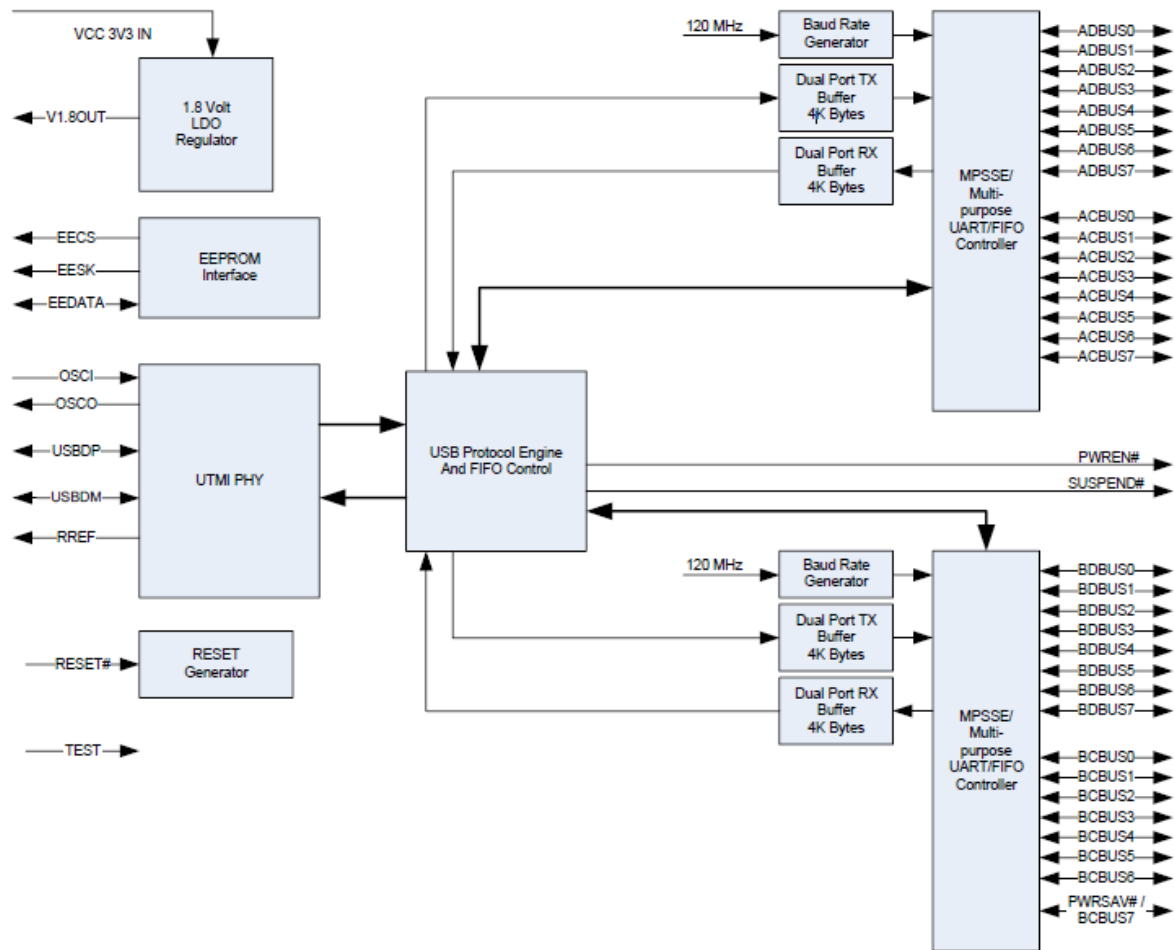 VCC 3V3 IN
1.8 Volt
LDO
Regulator
V1.8OUT
EECS
EESK
EEDATA
EEPROM
Interface
OSCI
OSCO
USBDP
USBDM
RREF
UTMI PHY
RESET#
RESET
Generator
TEST
USB Protocol Engine
And FIFO Control
120 MHz
Baud Rate
Generator
Dual Port TX
Buffer
4K Bytes
Dual Port RX
Buffer
4K Bytes
MPSSE/
Multi-
purpose
UART/FIFO
Controller
ADBUS0
ADBUS1
ADBUS2
ADBUS3
ADBUS4
ADBUS5
ADBUS6
ADBUS7
ACBUS0
ACBUS1
ACBUS2
ACBUS3
ACBUS4
ACBUS5
ACBUS6
ACBUS7
PWREN#
SUSPEND#
120 MHz
Baud Rate
Generator
Dual Port TX
Buffer
4K Bytes
Dual Port RX
Buffer
4K Bytes
MPSSE/
Multi-
purpose
UART/FIFO
Controller
BDBUS0
BDBUS1
BDBUS2
BDBUS3
BDBUS4
BDBUS5
BDBUS6
BDBUS7
BCBUS0
BCBUS1
BCBUS2
BCBUS3
BCBUS4
BCBUS5
BCBUS6
PWRSAV# /
BCBUS7